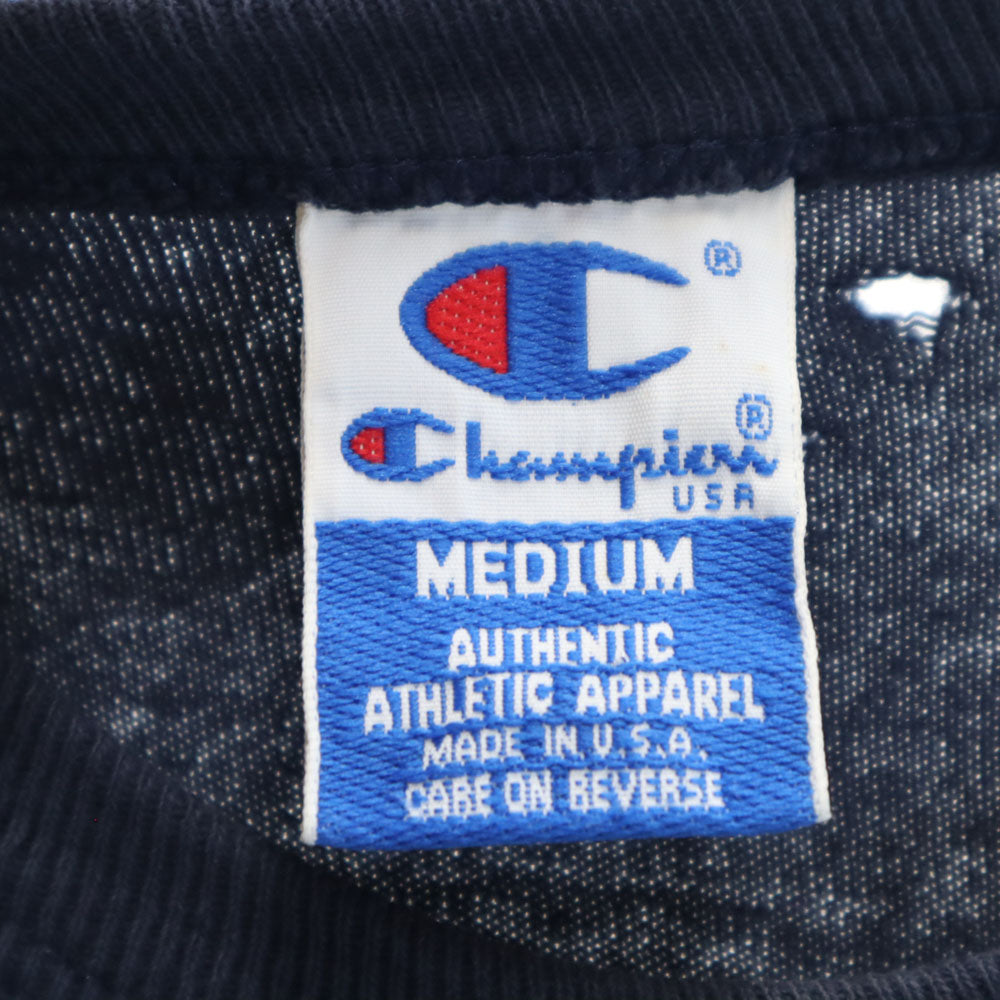 ®
Champion®
USA
MEDIUM
AUTHENTIC
ATHLETIC APPAREL
MADE IN U.S.A.
CARE ON REVERSE